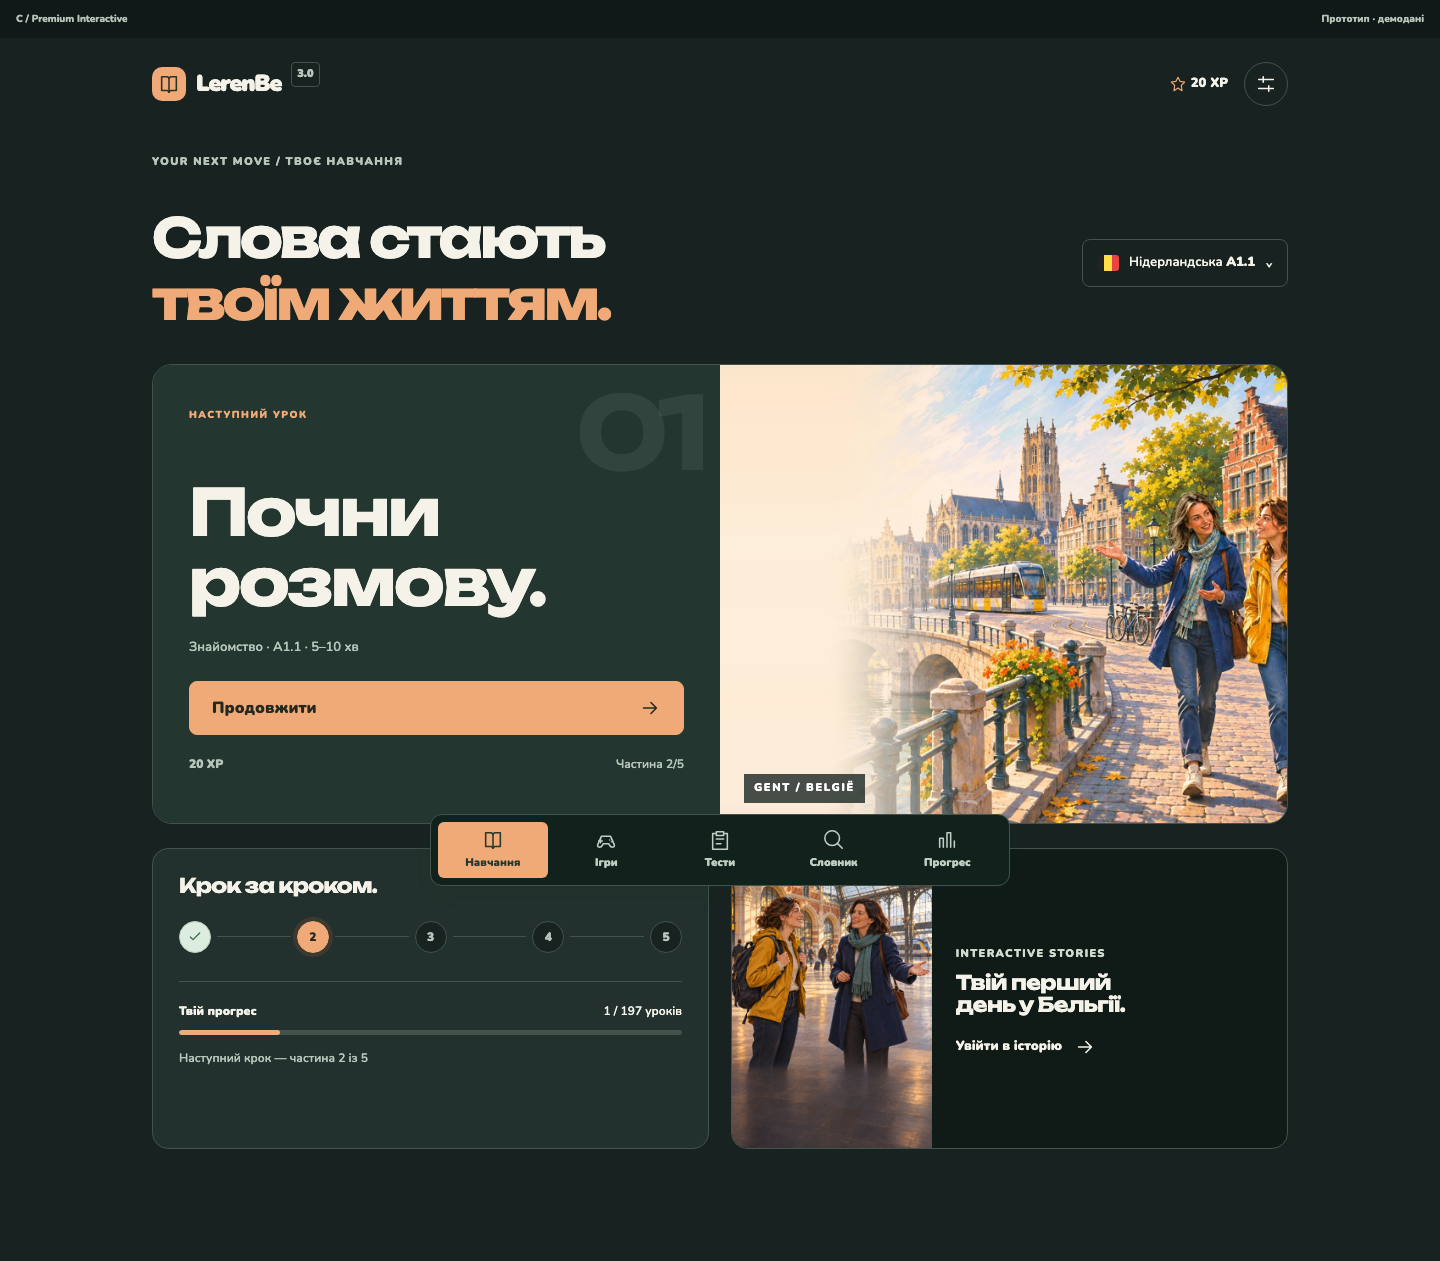 C / Premium Interactive
Прототип · демодані
LerenBe 3.0
20 XP
YOUR NEXT MOVE / ТВОЄ НАВЧАННЯ
Слова стають
твоїм життям.
Нідерландська A1.1
НАСТУПНИЙ УРОК
01
Почни
розмову.
Знайомство · A1.1 · 5–10 хв
Продовжити
20 XP
Частина 2/5
GENT / BELGIË
Навчання
Ігри
Тести
Словник
Прогрес
Крок за кроком.
2
3
4
5
Твій прогрес
1 / 197 уроків
Наступний крок — частина 2 із 5
INTERACTIVE STORIES
Твій перший
день у Бельгії.
Увійти в історію